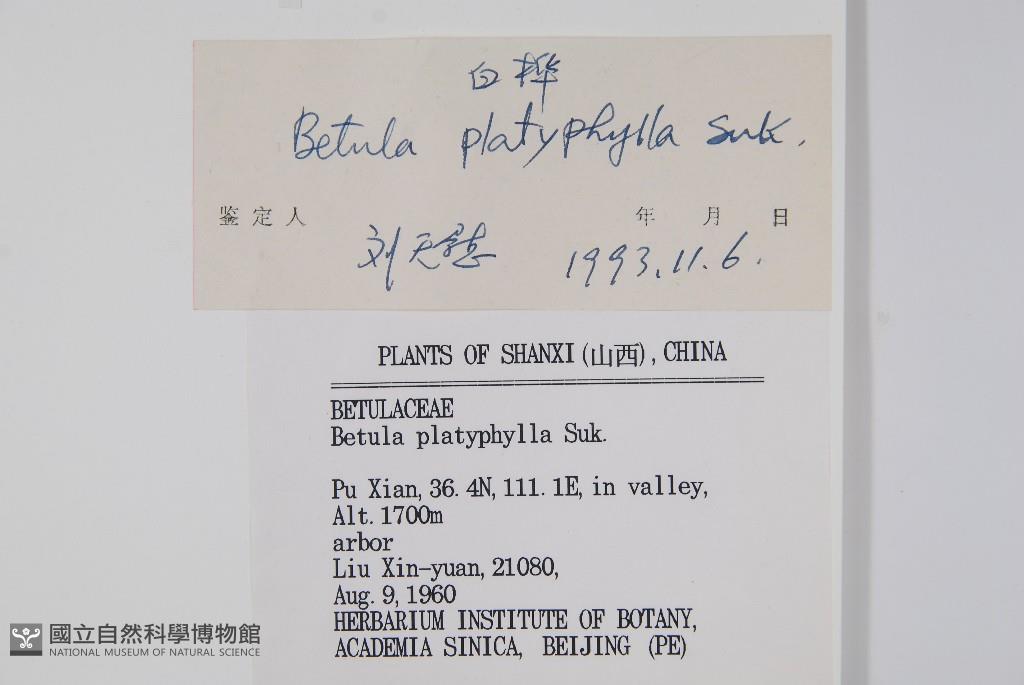 白桦
Betula platyphylla Suk.
鉴定人 年 月 日
刘天慰 1993.11.6.
PLANTS OF SHANXI(山西), CHINA
BETULACEAE
Betula platyphylla Suk.
Pu Xian, 36.4N, 111.1E, in valley,
Alt. 1700m
arbor
Liu Xin-yuan, 21080,
Aug. 9, 1960
HERBARIUM INSTITUTE OF BOTANY,
ACADEMIA SINICA, BEIJING (PE)
國立自然科學博物館
NATIONAL MUSEUM OF NATURAL SCIENCE